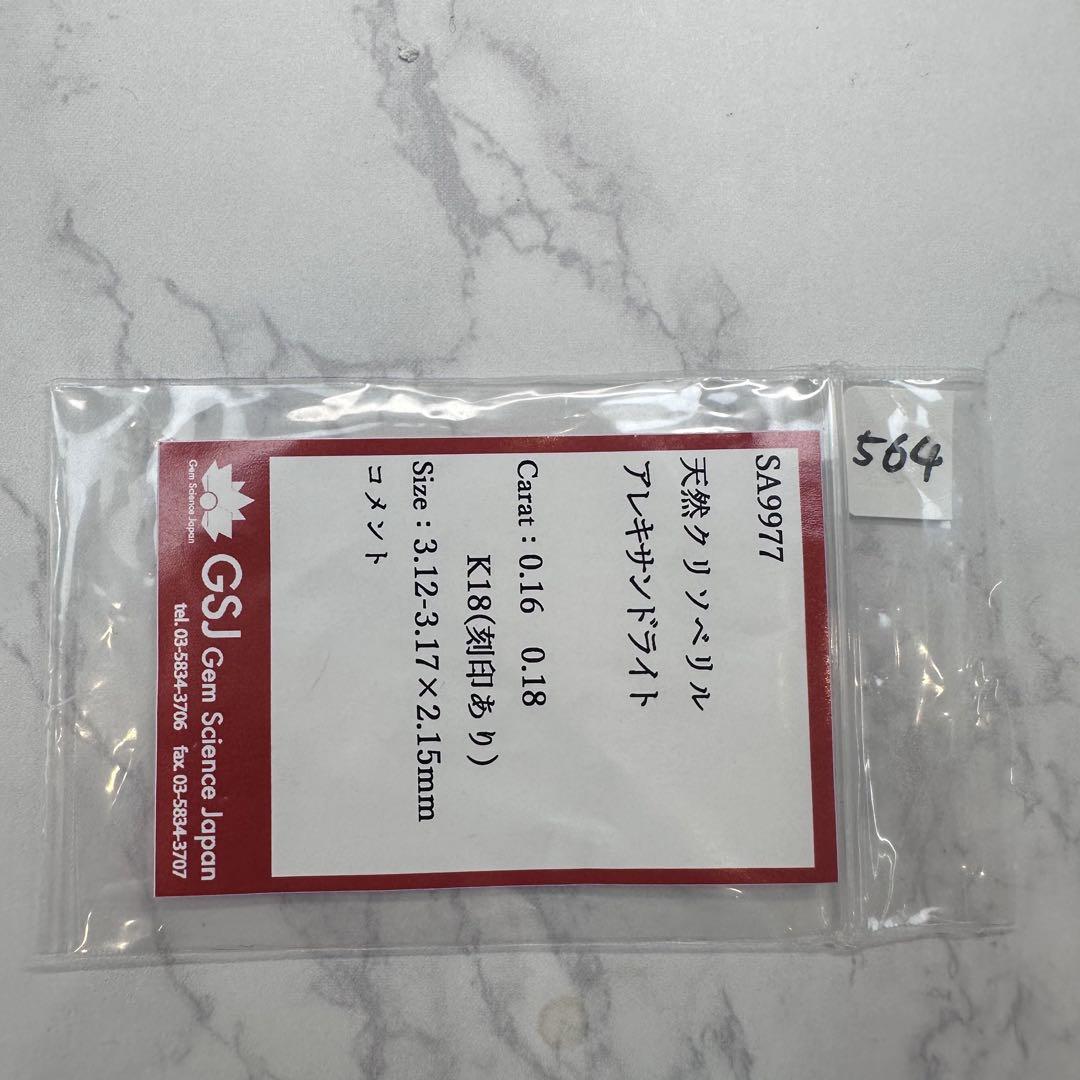 564
SA9977
天然クリソベリル
アレキサンドライト
Carat : 0.16 0.18
K18(刻印あり)
Size : 3.12-3.17×2.15mm
コメント
Gem Science Japan
GSJ Gem Science Japan
tel. 03-5834-3706 fax. 03-5834-3707